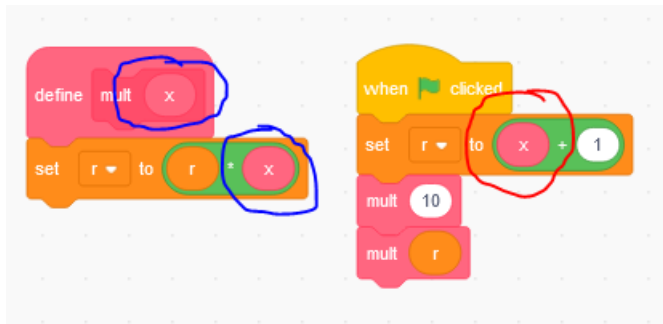 define mult x
set r to r * x
when clicked
set r to x + 1
mult 10
mult r